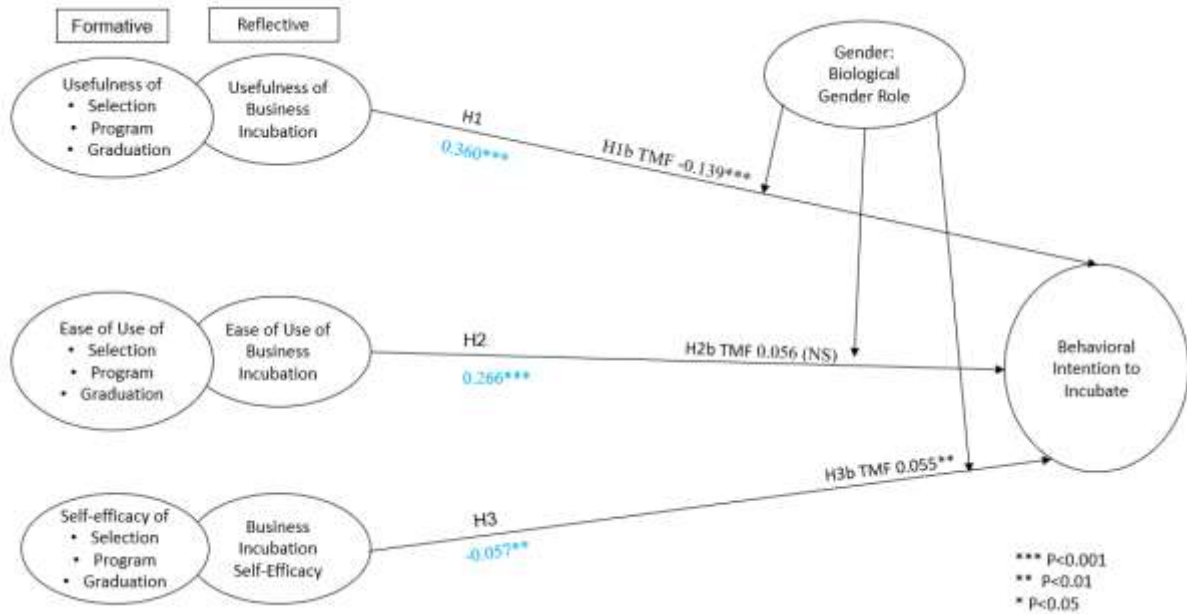 Formative
Reflective
Usefulness of
• Selection
• Program
• Graduation
Usefulness of
Business
Incubation
Gender:
Biological
Gender Role
H1
0.360***
H1b TMF -0.139***
Ease of Use of
• Selection
• Program
• Graduation
Ease of Use of
Business
Incubation
H2
0.266***
H2b TMF 0.056 (NS)
Behavioral
Intention to
Incubate
Self-efficacy of
• Selection
• Program
• Graduation
Business
Incubation
Self-Efficacy
H3
-0.057**
H3b TMF 0.055**
*** P<0.001
** P<0.01
* P<0.05